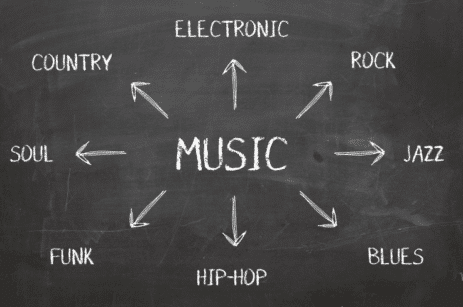 ELECTRONIC
COUNTRY
ROCK
SOUL
MUSIC
JAZZ
FUNK
BLUES
HIP-HOP